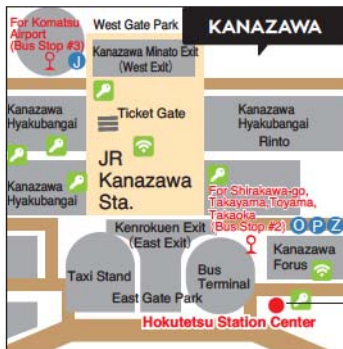 For Komatsu
Airport
(Bus Stop #3)
J
West Gate Park
KANAZAWA
Kanazawa Minato Exit
(West Exit)
Kanazawa
Hyakubangai
Ticket Gate
Kanazawa
Hyakubangai
Rinto
JR
Kanazawa
Sta.
Kanazawa
Hyakubangai
For Shirakawa-go,
Takayama,Toyama,
Takaoka
(Bus Stop #2)
O P Z
Kenrokuen Exit
(East Exit)
Kanazawa
Forus
Taxi Stand
Bus
Terminal
East Gate Park
Hokutetsu Station Center